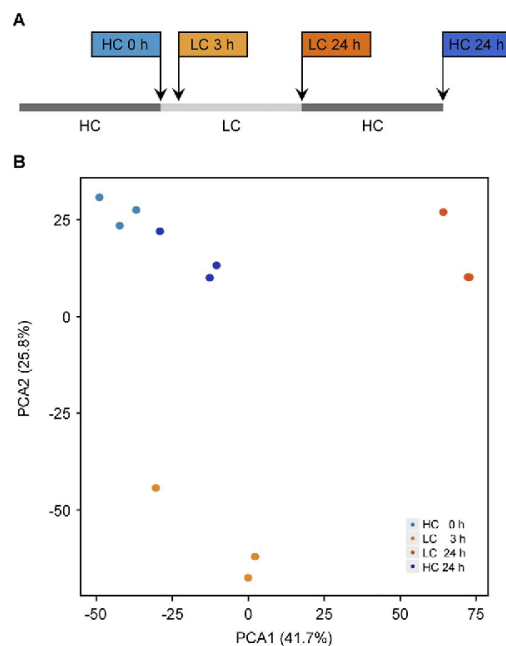 A
HC 0 h LC 3 h LC 24 h HC 24 h
HC LC HC
B
25
0
-25
-50
PCA2 (25.8%)
HC 0 h
LC 3 h
LC 24 h
HC 24 h
-50 -25 0 25 50 75
PCA1 (41.7%)